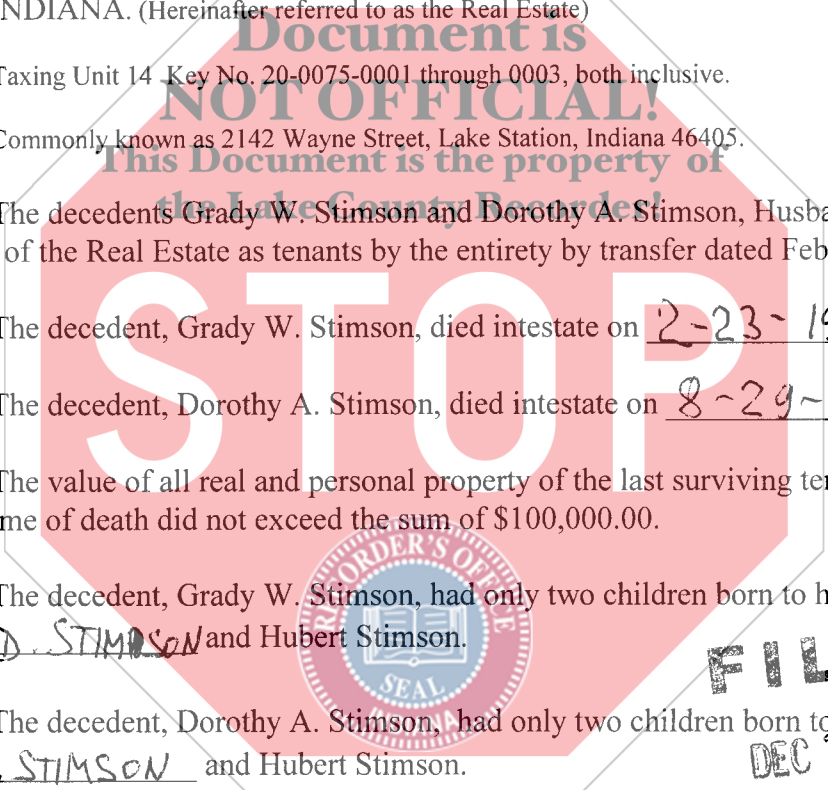 NDIANA. (Hereinafter referred to as the Real Estate)
Document is
Taxing Unit 14 Key No. 20-0075-0001 through 0003, both inclusive.
NOT OFFICIAL!
Commonly known as 2142 Wayne Street, Lake Station, Indiana 46405.
This Document is the property of
the Lake County Recorder!
The decedents Grady W. Stimson and Dorothy A. Stimson, Husba
of the Real Estate as tenants by the entirety by transfer dated Feb
STOP
The decedent, Grady W. Stimson, died intestate on 2-23-19
The decedent, Dorothy A. Stimson, died intestate on 8-29-
The value of all real and personal property of the last surviving te
me of death did not exceed the sum of $100,000.00.
RECORDER'S OFFICE
The decedent, Grady W. Stimson, had only two children born to h
D. STIMSON and Hubert Stimson.
SEAL
FIL
INDIANA
The decedent, Dorothy A. Stimson, had only two children born to
STIMSON and Hubert Stimson.
DEC